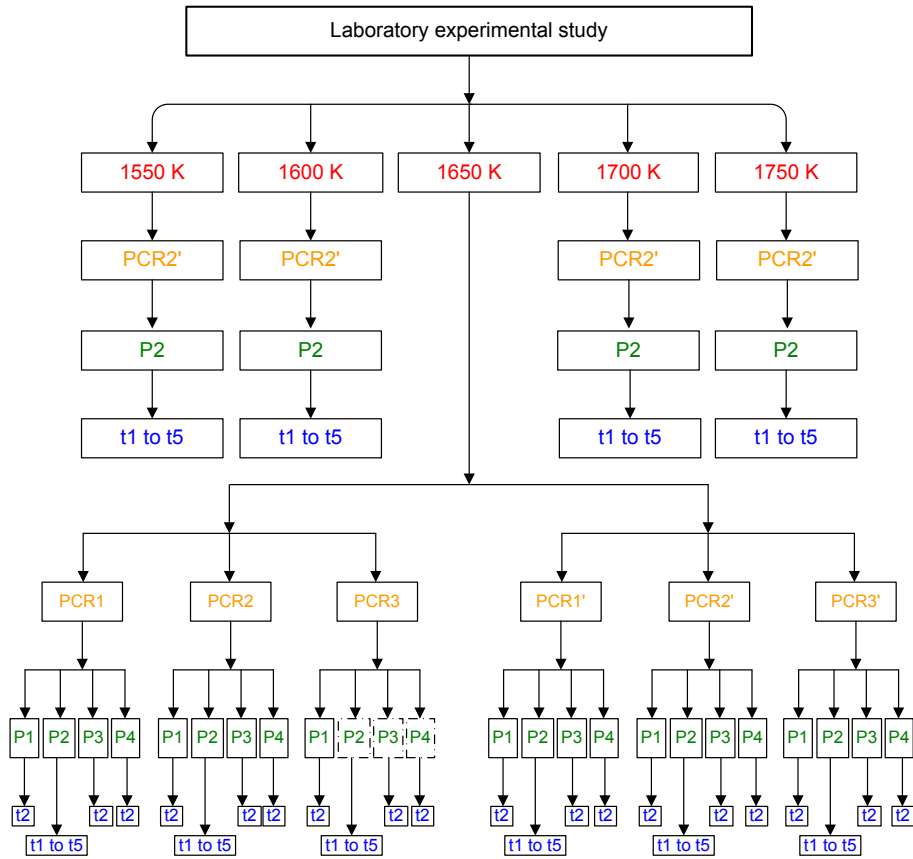 Laboratory experimental study
1550 K 1600 K 1650 K 1700 K 1750 K
PCR2' PCR2' PCR2' PCR2'
P2 P2 P2 P2
t1 to t5 t1 to t5 t1 to t5 t1 to t5
PCR1 PCR2 PCR3 PCR1' PCR2' PCR3'
P1 P2 P3 P4 P1 P2 P3 P4 P1 P2 P3 P4 P1 P2 P3 P4 P1 P2 P3 P4 P1 P2 P3 P4
t2 t2 t2 t2 t2 t2 t2 t2 t2 t2 t2 t2 t2 t2 t2 t2 t2 t2
t1 to t5 t1 to t5 t1 to t5 t1 to t5 t1 to t5 t1 to t5